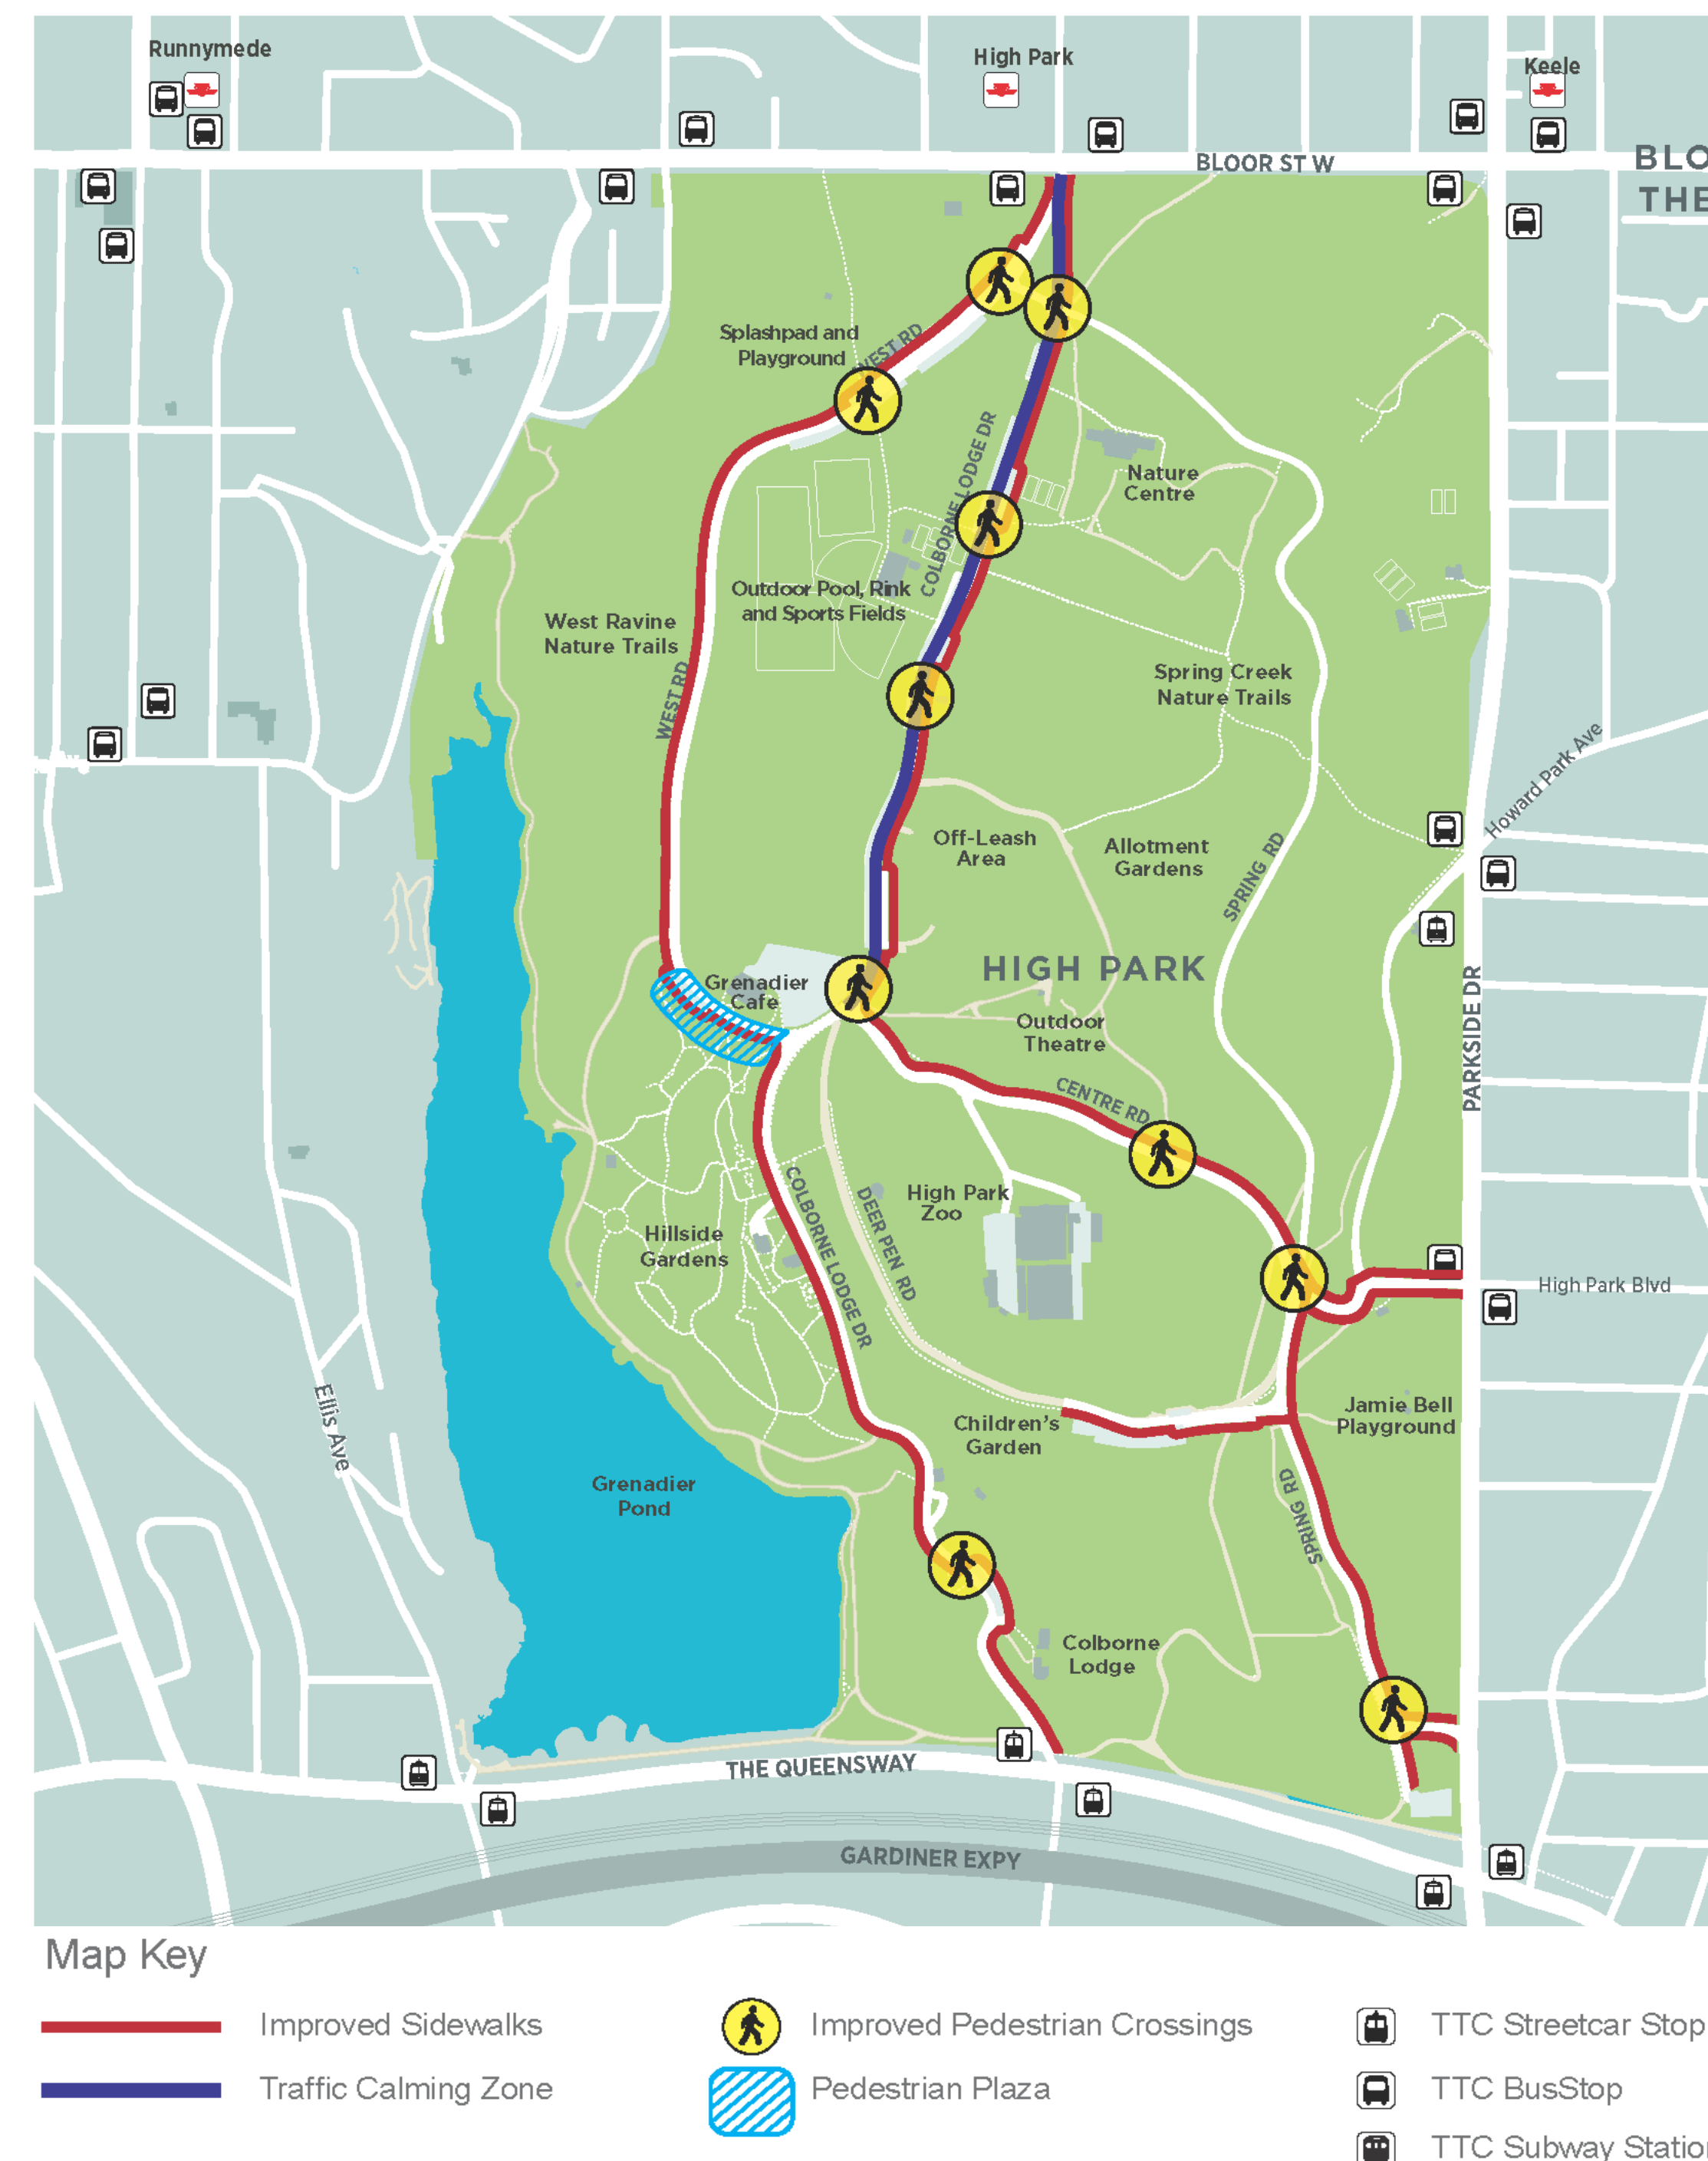 Runnymede
High Park
Keele
BLOOR ST W
BLO
THE
Splashpad and
Playground
WEST RD
COLBORNE LODGE DR
Nature
Centre
Outdoor Pool, Rink
and Sports Fields
West Ravine
Nature Trails
WEST RD
Spring Creek
Nature Trails
Howard Park Ave
Off-Leash
Area
Allotment
Gardens
SPRING RD
HIGH PARK
Grenadier
Cafe
Outdoor
Theatre
PARKSIDE DR
CENTRE RD
COLBORNE LODGE DR
DEER PEN RD
High Park
Zoo
Hillside
Gardens
High Park Blvd
Ellis Ave
Children's
Garden
Jamie Bell
Playground
SPRING RD
Grenadier
Pond
Colborne
Lodge
THE QUEENSWAY
GARDINER EXPY
Map Key
Improved Sidewalks
Improved Pedestrian Crossings
TTC Streetcar Stop
Traffic Calming Zone
Pedestrian Plaza
TTC BusStop
TTC Subway Station